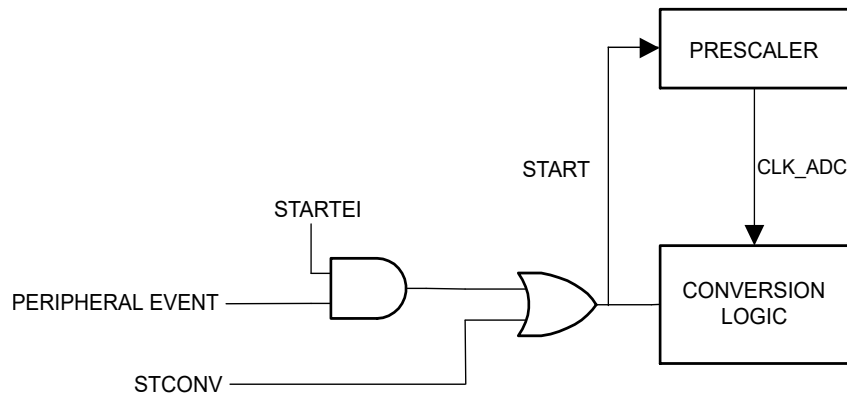 PRESCALER
START
CLK_ADC
STARTEI
PERIPHERAL EVENT
CONVERSION
LOGIC
STCONV